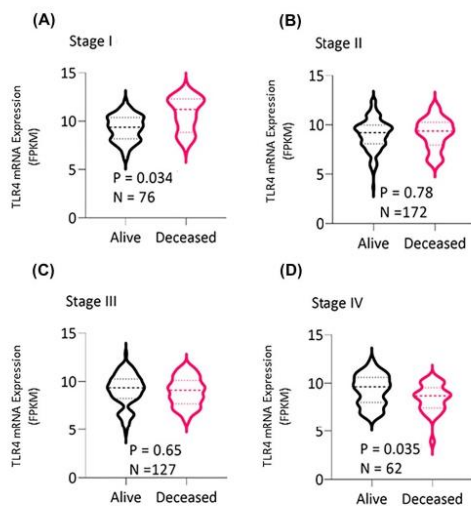 (A)
Stage I
TLR4 mRNA Expression
(FPKM)
15
10
5
0
P = 0.034
N = 76
Alive Deceased
(B)
Stage II
TLR4 mRNA Expression
(FPKM)
15
10
5
0
P = 0.78
N =172
Alive Deceased
(C)
Stage III
TLR4 mRNA Expression
(FPKM)
15
10
5
0
P = 0.65
N =127
Alive Deceased
(D)
Stage IV
TLR4 mRNA Expression
(FPKM)
15
10
5
0
P = 0.035
N = 62
Alive Deceased